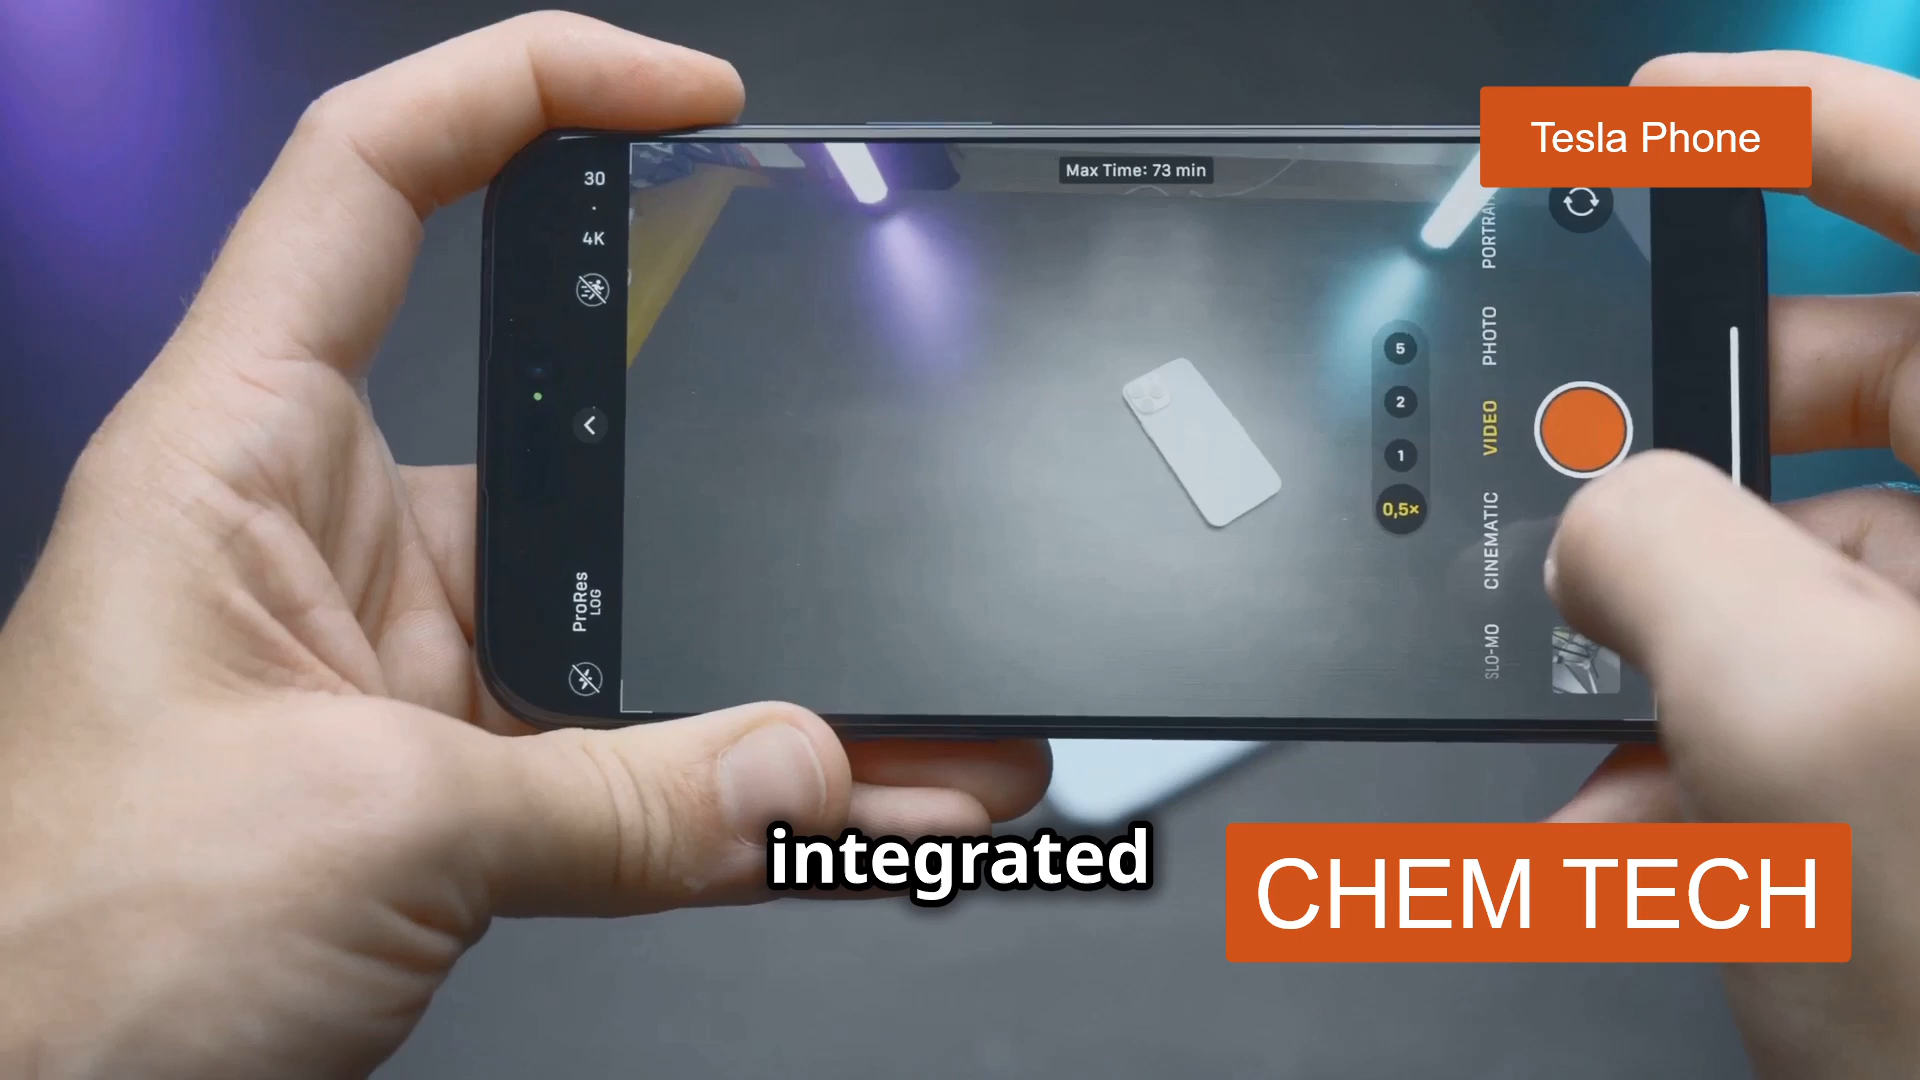 Tesla Phone
Max Time: 73 min
30
4K
ProRes
LOG
5
2
1
0,5×
PORTRAI
PHOTO
VIDEO
CINEMATIC
SLO-MO
integrated
CHEM TECH